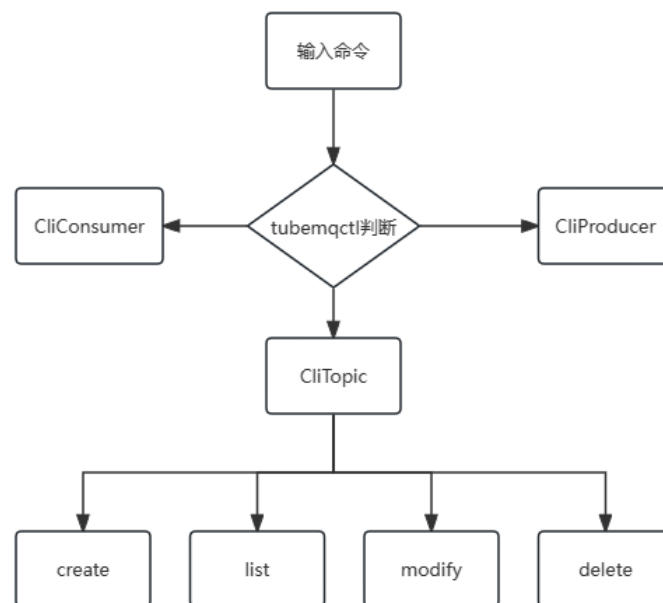 输入命令
CliConsumer
tubemqctl判断
CliProducer
CliTopic
create
list
modify
delete